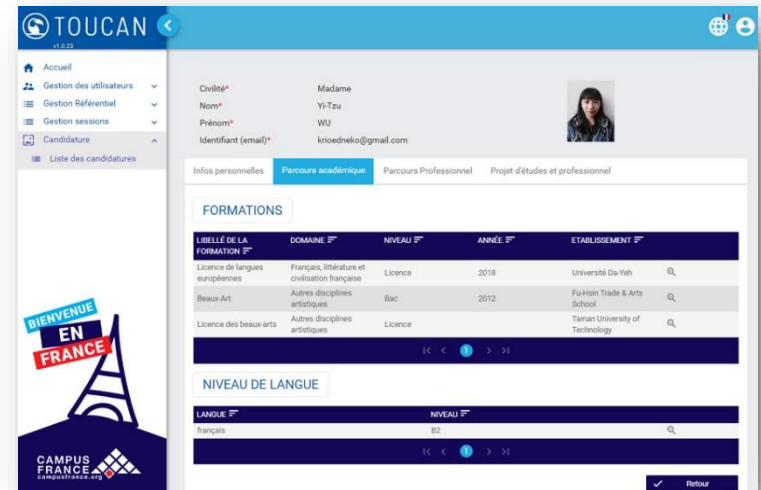 TOUCAN
v1.0.23
Accueil
Gestion des utilisateurs
Gestion Référentiel
Gestion sessions
Candidature
Liste des candidatures
BIENVENUE
EN
FRANCE
CAMPUS
FRANCE
campusfrance.org
Civilité* Madame
Nom* Yi-Tzu
Prénom* WU
Identifiant (email)* krioedneko@gmail.com
Infos personnelles Parcours académique Parcours Professionnel Projet d'études et professionnel
FORMATIONS
LIBELLÉ DE LA FORMATION DOMAINE NIVEAU ANNÉE ETABLISSEMENT
Licence de langues européennes Français, littérature et civilisation française Licence 2018 Université Da-Yeh
Beaux-Art Autres disciplines artistiques Bac 2012 Fu-Hsin Trade & Arts School
Licence des beaux-arts Autres disciplines artistiques Licence Tainan University of Technology
1
NIVEAU DE LANGUE
LANGUE NIVEAU
français B2
1
Retour